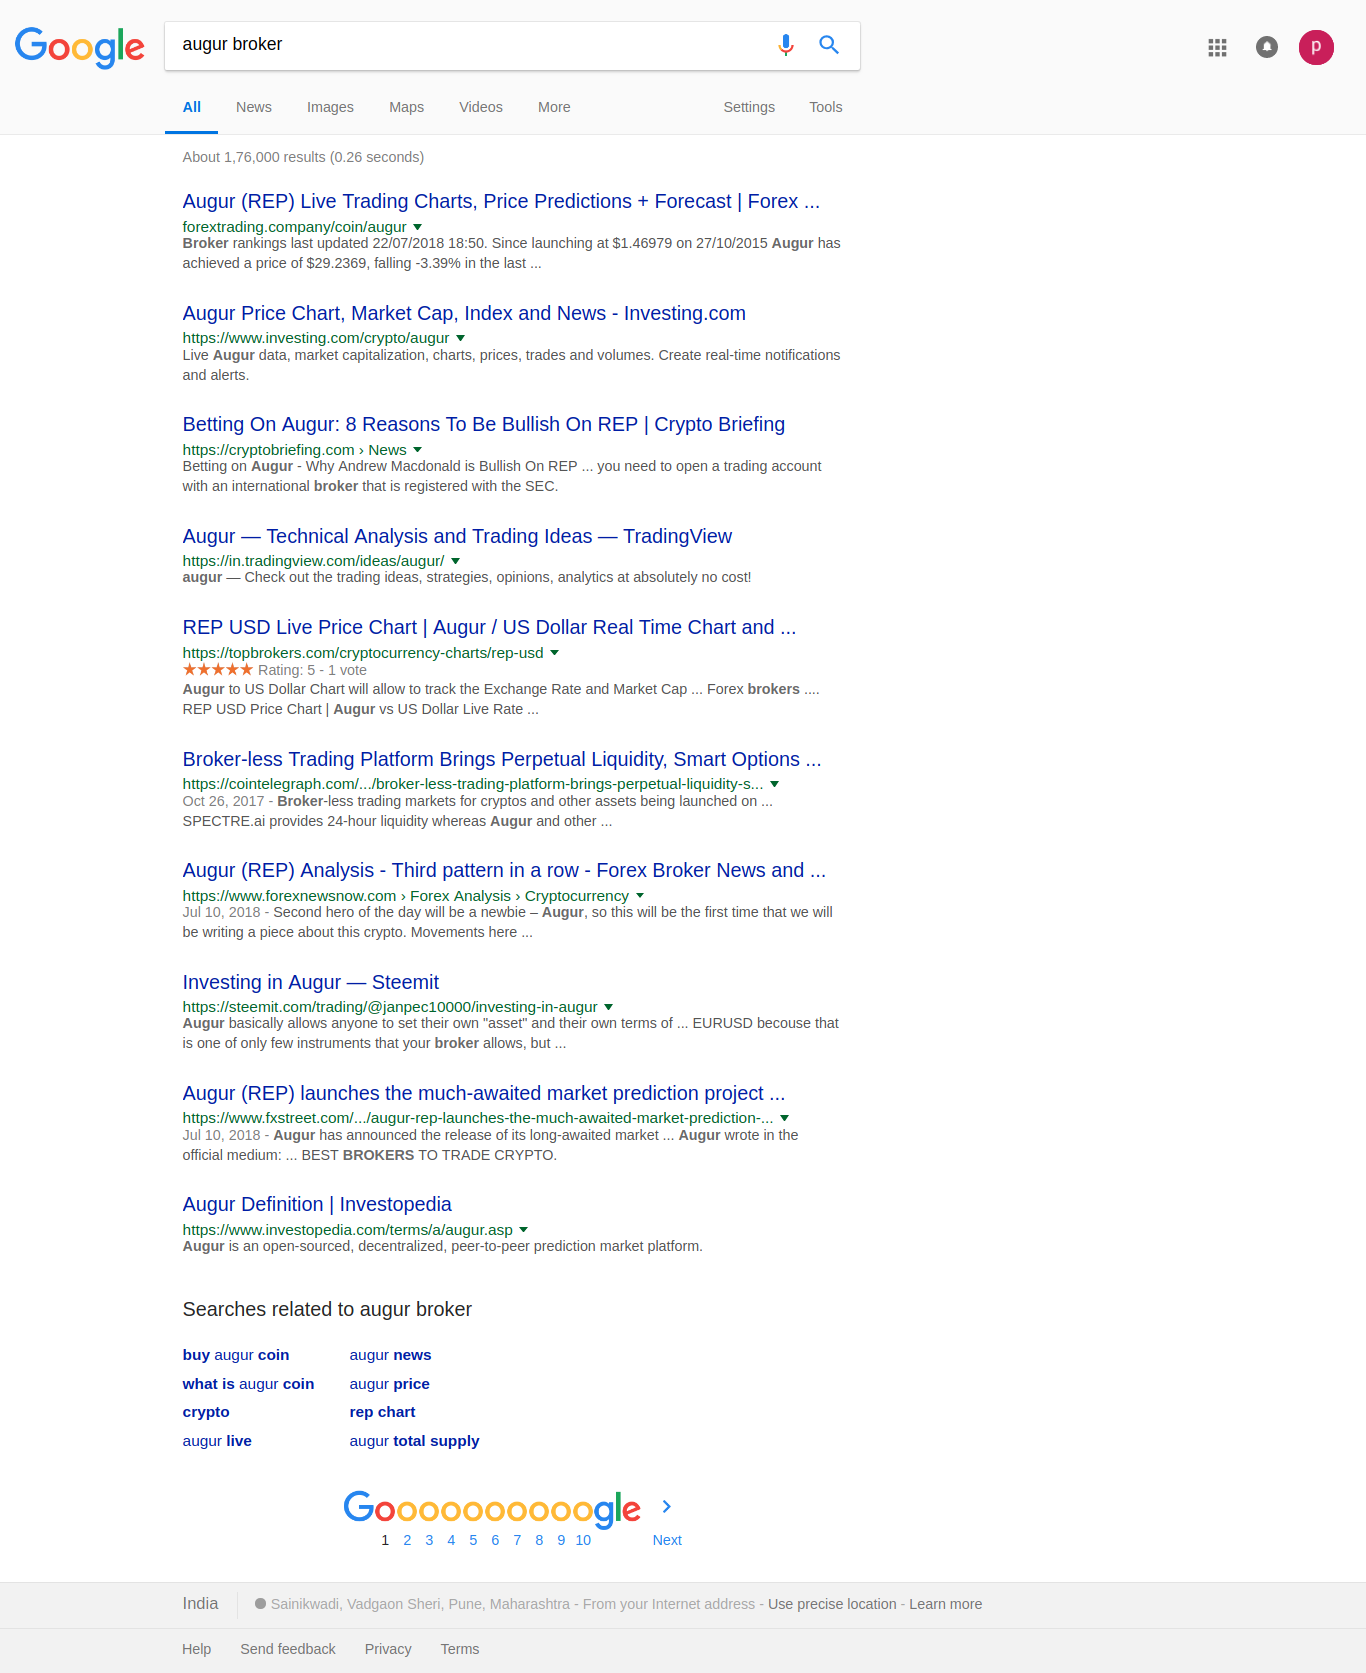 Google
augur broker
p
All News Images Maps Videos More Settings Tools
About 1,76,000 results (0.26 seconds)
Augur (REP) Live Trading Charts, Price Predictions + Forecast | Forex ...
forextrading.company/coin/augur
Broker rankings last updated 22/07/2018 18:50. Since launching at $1.46979 on 27/10/2015 Augur has
achieved a price of $29.2369, falling -3.39% in the last ...
Augur Price Chart, Market Cap, Index and News - Investing.com
https://www.investing.com/crypto/augur
Live Augur data, market capitalization, charts, prices, trades and volumes. Create real-time notifications
and alerts.
Betting On Augur: 8 Reasons To Be Bullish On REP | Crypto Briefing
https://cryptobriefing.com › News
Betting on Augur - Why Andrew Macdonald is Bullish On REP ... you need to open a trading account
with an international broker that is registered with the SEC.
Augur — Technical Analysis and Trading Ideas — TradingView
https://in.tradingview.com/ideas/augur/
augur — Check out the trading ideas, strategies, opinions, analytics at absolutely no cost!
REP USD Live Price Chart | Augur / US Dollar Real Time Chart and ...
https://topbrokers.com/cryptocurrency-charts/rep-usd
Rating: 5 - 1 vote
Augur to US Dollar Chart will allow to track the Exchange Rate and Market Cap ... Forex brokers ....
REP USD Price Chart | Augur vs US Dollar Live Rate ...
Broker-less Trading Platform Brings Perpetual Liquidity, Smart Options ...
https://cointelegraph.com/.../broker-less-trading-platform-brings-perpetual-liquidity-s...
Oct 26, 2017 - Broker-less trading markets for cryptos and other assets being launched on ...
SPECTRE.ai provides 24-hour liquidity whereas Augur and other ...
Augur (REP) Analysis - Third pattern in a row - Forex Broker News and ...
https://www.forexnewsnow.com › Forex Analysis › Cryptocurrency
Jul 10, 2018 - Second hero of the day will be a newbie – Augur, so this will be the first time that we will
be writing a piece about this crypto. Movements here ...
Investing in Augur — Steemit
https://steemit.com/trading/@janpec10000/investing-in-augur
Augur basically allows anyone to set their own "asset" and their own terms of ... EURUSD becouse that
is one of only few instruments that your broker allows, but ...
Augur (REP) launches the much-awaited market prediction project ...
https://www.fxstreet.com/.../augur-rep-launches-the-much-awaited-market-prediction-...
Jul 10, 2018 - Augur has announced the release of its long-awaited market ... Augur wrote in the
official medium: ... BEST BROKERS TO TRADE CRYPTO.
Augur Definition | Investopedia
https://www.investopedia.com/terms/a/augur.asp
Augur is an open-sourced, decentralized, peer-to-peer prediction market platform.
Searches related to augur broker
buy augur coin augur news
what is augur coin augur price
crypto rep chart
augur live augur total supply
Goooooooooogle
1 2 3 4 5 6 7 8 9 10 Next
India Sainikwadi, Vadgaon Sheri, Pune, Maharashtra - From your Internet address - Use precise location - Learn more
Help Send feedback Privacy Terms